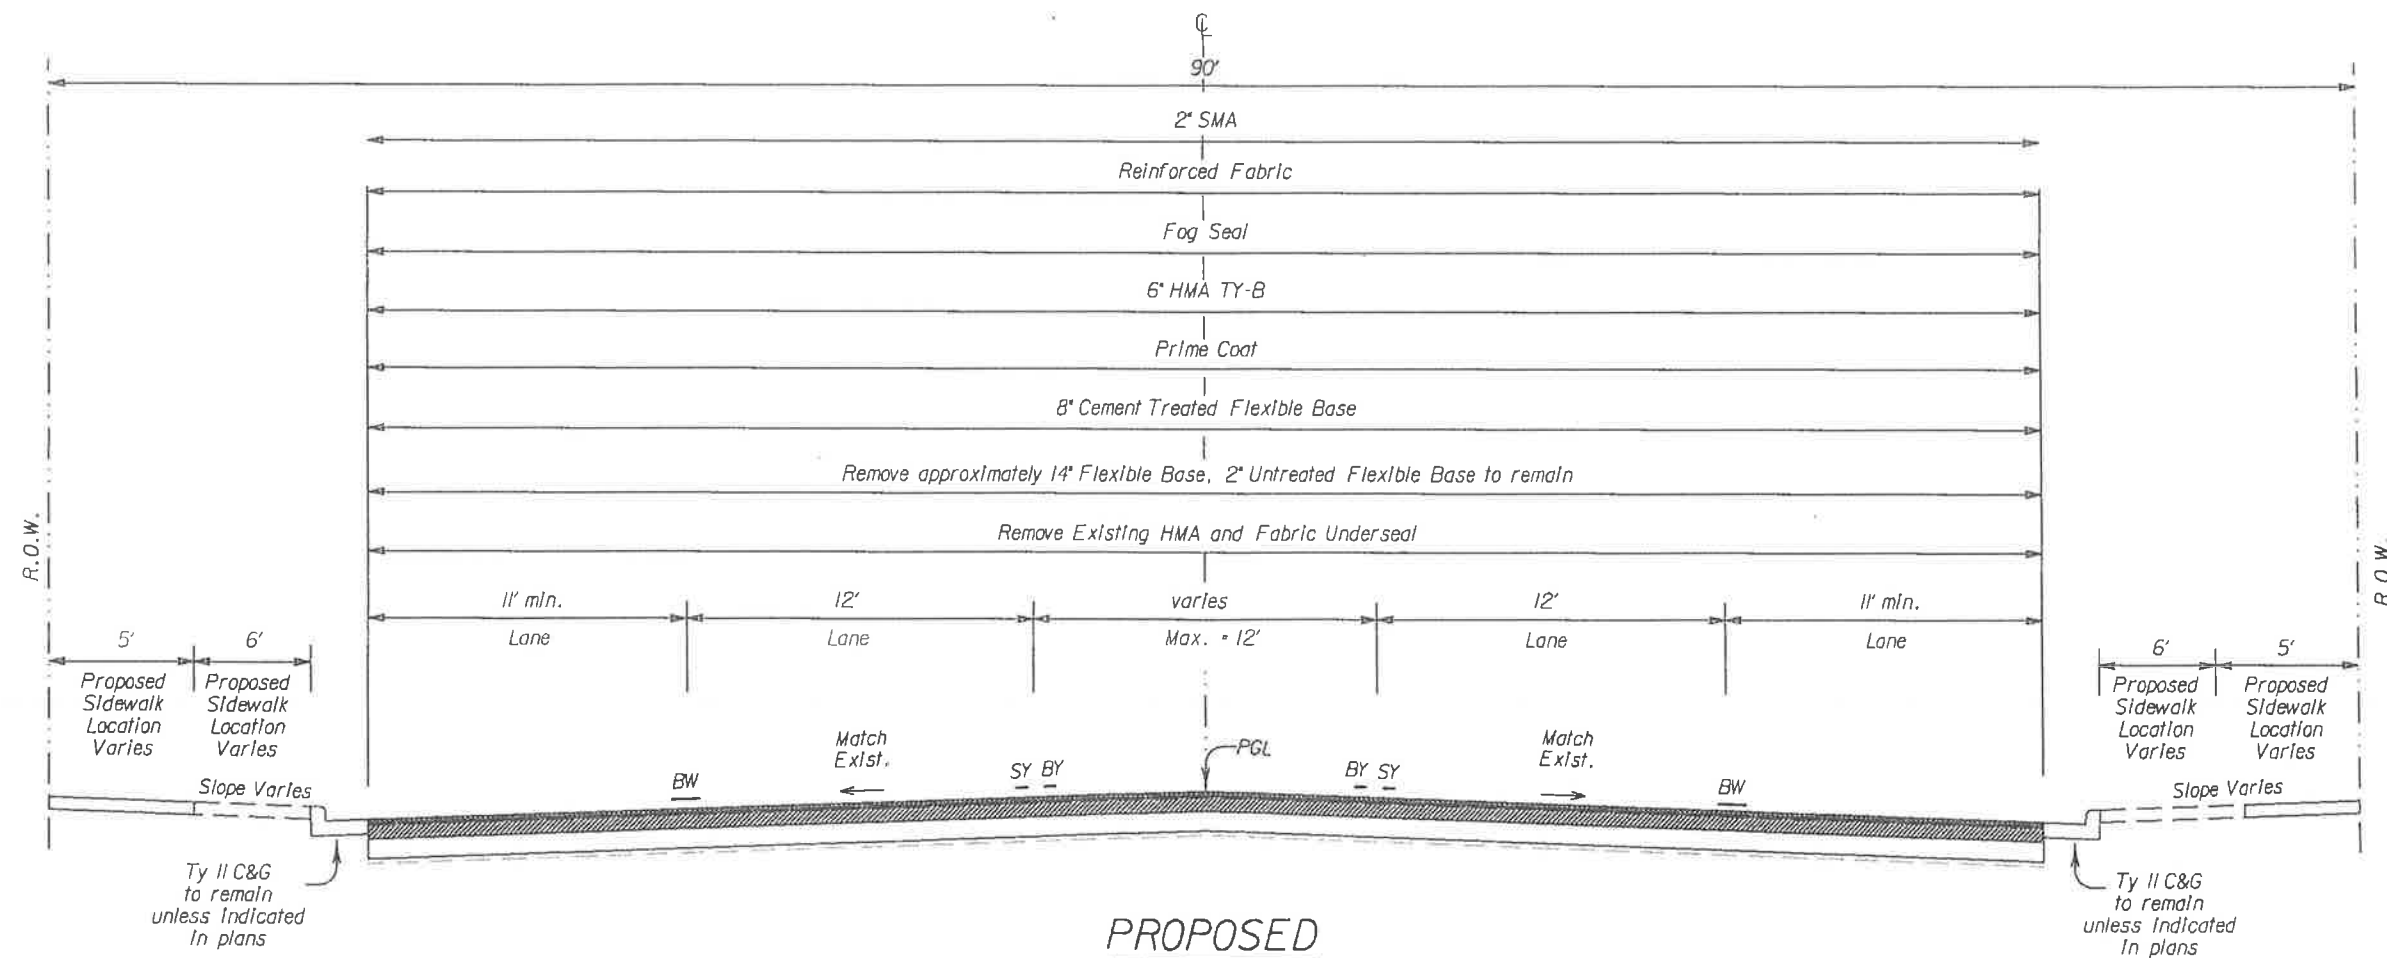 ℄
90'
2" SMA
Reinforced Fabric
Fog Seal
6" HMA TY-B
Prime Coat
8" Cement Treated Flexible Base
Remove approximately 14" Flexible Base, 2" Untreated Flexible Base to remain
Remove Existing HMA and Fabric Underseal
R.O.W.
R.O.W.
11' min.
Lane
12'
Lane
varies
Max. = 12'
12'
Lane
11' min.
Lane
5'
Proposed
Sidewalk
Location
Varies
6'
Proposed
Sidewalk
Location
Varies
6'
Proposed
Sidewalk
Location
Varies
5'
Proposed
Sidewalk
Location
Varies
Slope Varies
BW
Match
Exist.
SY BY
PGL
BY SY
Match
Exist.
BW
Slope Varies
Ty II C&G
to remain
unless indicated
in plans
Ty II C&G
to remain
unless indicated
in plans
PROPOSED